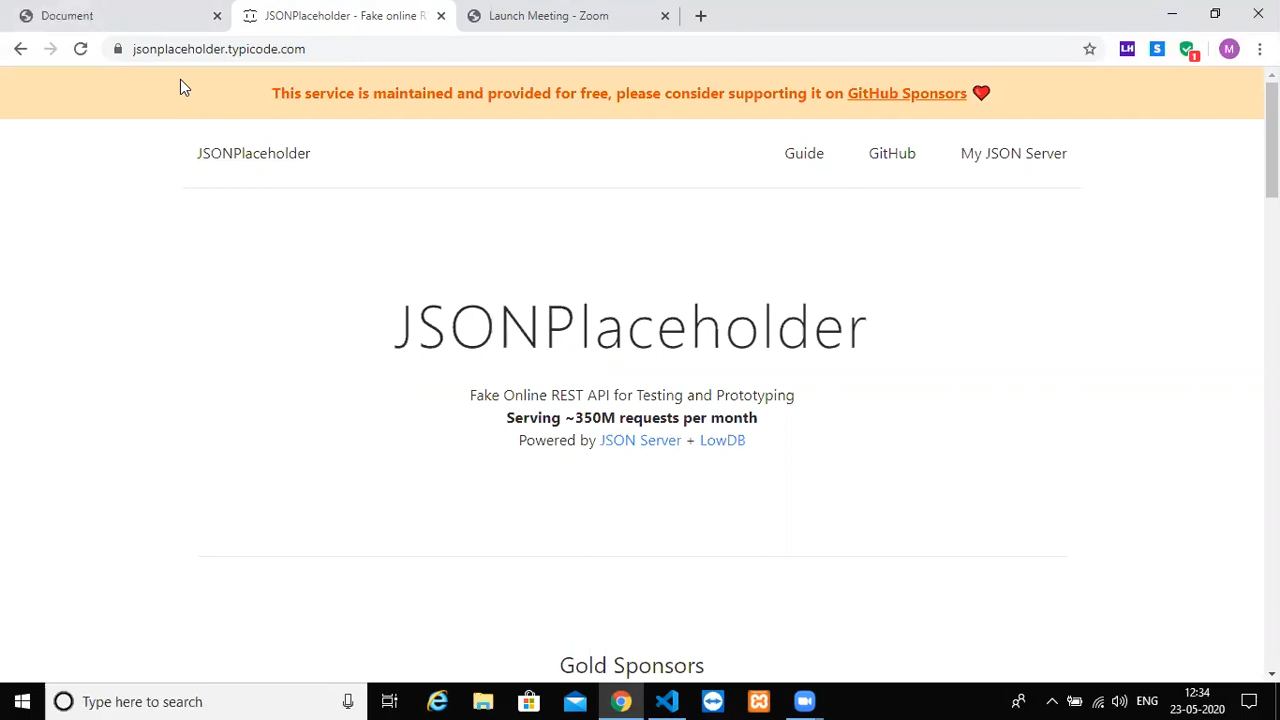 Document
JSONPlaceholder - Fake online R
Launch Meeting - Zoom
jsonplaceholder.typicode.com
LH
S
1
M
This service is maintained and provided for free, please consider supporting it on GitHub Sponsors
JSONPlaceholder
Guide
GitHub
My JSON Server
JSONPlaceholder
Fake Online REST API for Testing and Prototyping
Serving ~350M requests per month
Powered by JSON Server + LowDB
Gold Sponsors
Type here to search
ENG
12:34
23-05-2020